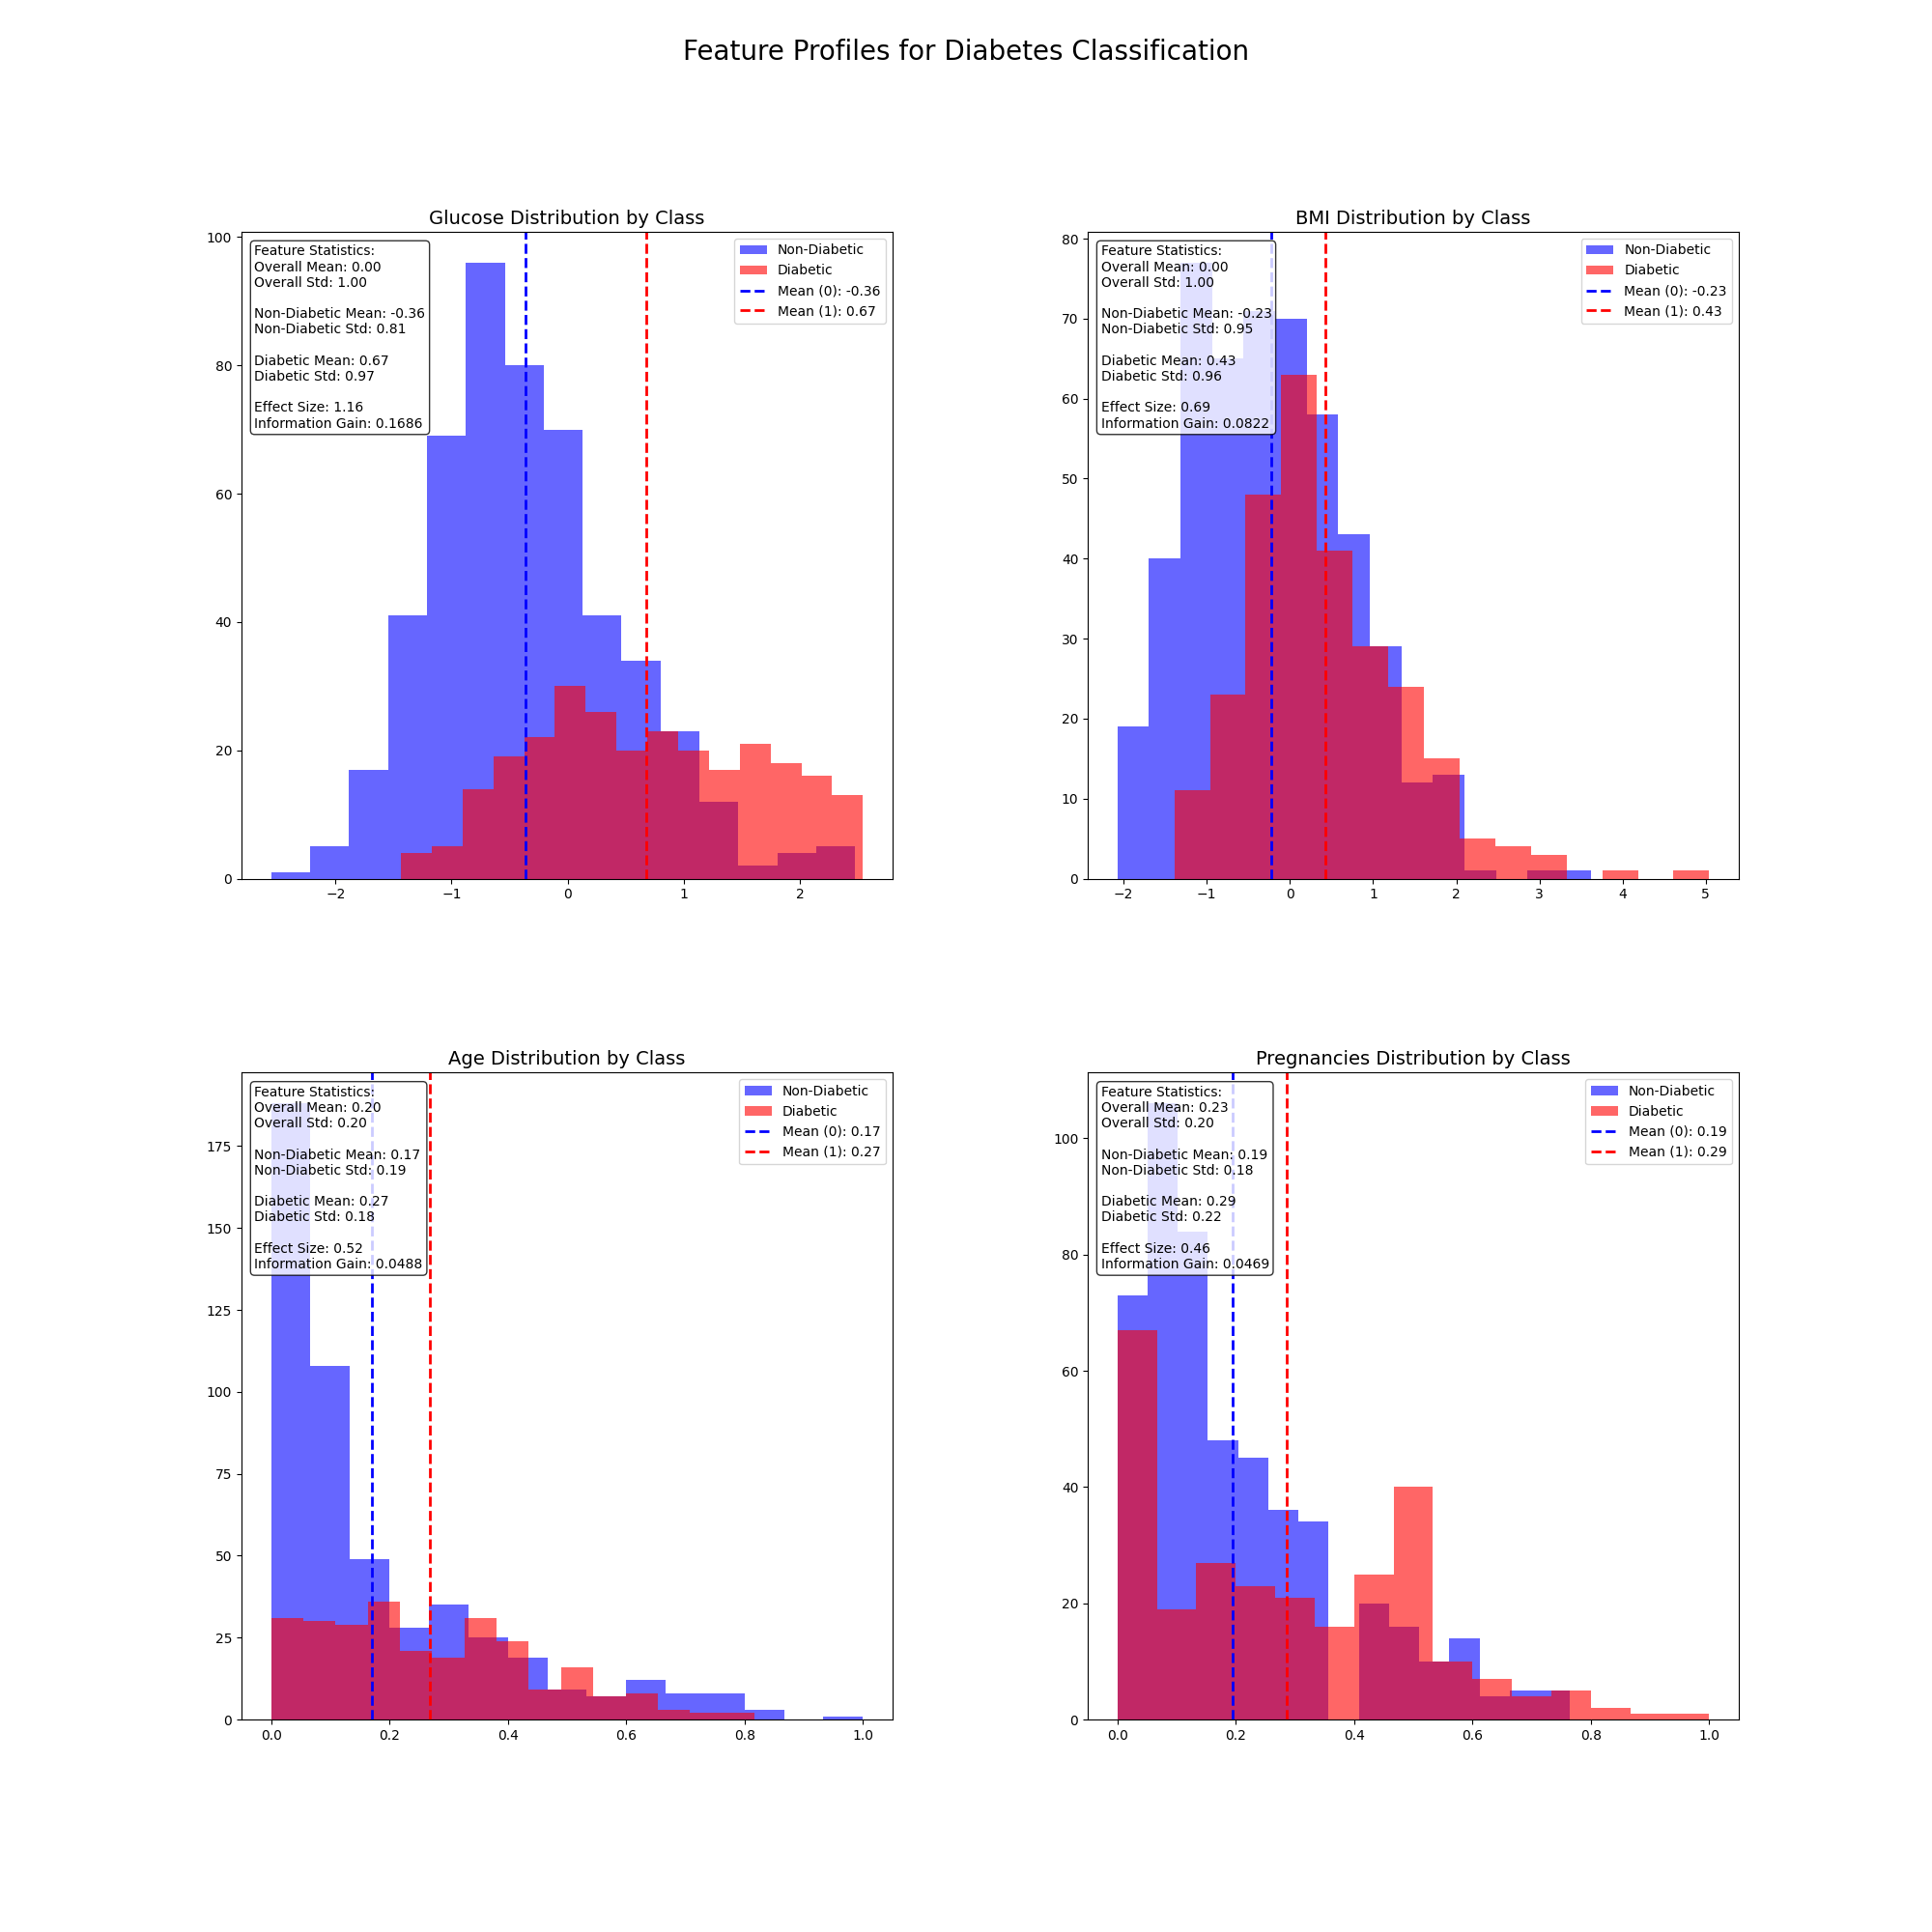 Feature Profiles for Diabetes Classification
Glucose Distribution by Class
100
80
60
40
20
0
Feature Statistics:
Overall Mean: 0.00
Overall Std: 1.00
Non-Diabetic Mean: -0.36
Non-Diabetic Std: 0.81
Diabetic Mean: 0.67
Diabetic Std: 0.97
Effect Size: 1.16
Information Gain: 0.1686
Non-Diabetic
Diabetic
Mean (0): -0.36
Mean (1): 0.67
−2 −1 0 1 2
BMI Distribution by Class
80
70
60
50
40
30
20
10
0
Feature Statistics:
Overall Mean: 0.00
Overall Std: 1.00
Non-Diabetic Mean: -0.23
Non-Diabetic Std: 0.95
Diabetic Mean: 0.43
Diabetic Std: 0.96
Effect Size: 0.69
Information Gain: 0.0822
Non-Diabetic
Diabetic
Mean (0): -0.23
Mean (1): 0.43
−2 −1 0 1 2 3 4 5
Age Distribution by Class
175
150
125
100
75
50
25
0
Feature Statistics:
Overall Mean: 0.20
Overall Std: 0.20
Non-Diabetic Mean: 0.17
Non-Diabetic Std: 0.19
Diabetic Mean: 0.27
Diabetic Std: 0.18
Effect Size: 0.52
Information Gain: 0.0488
Non-Diabetic
Diabetic
Mean (0): 0.17
Mean (1): 0.27
0.0 0.2 0.4 0.6 0.8 1.0
Pregnancies Distribution by Class
100
80
60
40
20
0
Feature Statistics:
Overall Mean: 0.23
Overall Std: 0.20
Non-Diabetic Mean: 0.19
Non-Diabetic Std: 0.18
Diabetic Mean: 0.29
Diabetic Std: 0.22
Effect Size: 0.46
Information Gain: 0.0469
Non-Diabetic
Diabetic
Mean (0): 0.19
Mean (1): 0.29
0.0 0.2 0.4 0.6 0.8 1.0